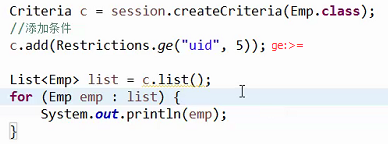 Criteria c = session.createCriteria(Emp.class);
//添加条件
c.add(Restrictions.ge("uid", 5)); ge:>=
List<Emp> list = c.list();
for (Emp emp : list) {
System.out.println(emp);
}